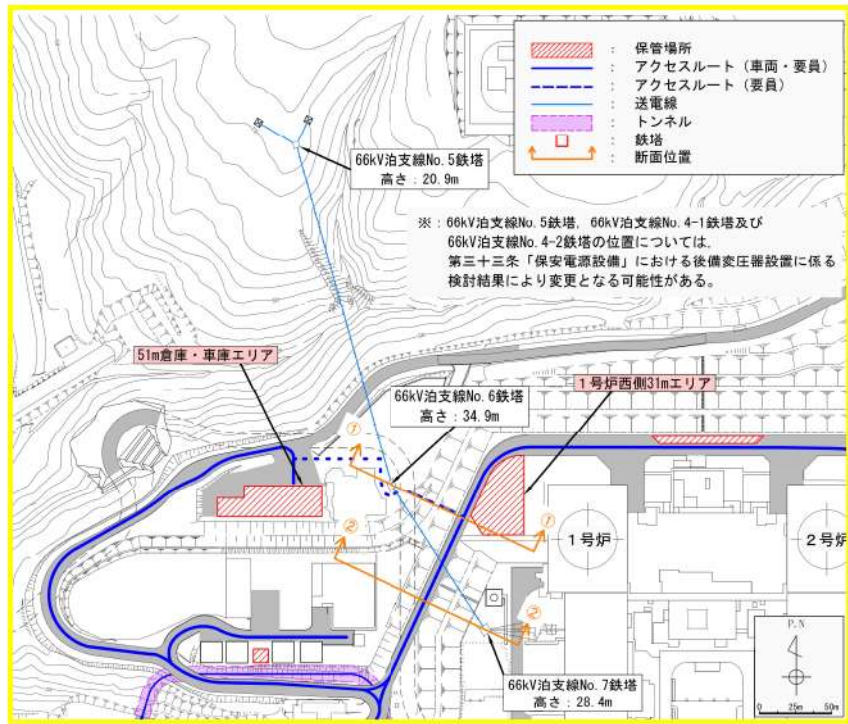 ： 保管場所
： アクセスルート（車両・要員）
： アクセスルート（要員）
： 送電線
： トンネル
： 鉄塔
： 断面位置
66kV泊支線No.5鉄塔
高さ：20.9m
※：66kV泊支線No.5鉄塔，66kV泊支線No.4-1鉄塔及び
66kV泊支線No.4-2鉄塔の位置については，
第三十三条「保安電源設備」における後備変圧器設置に係る
検討結果により変更となる可能性がある。
51m倉庫・車庫エリア
66kV泊支線No.6鉄塔
高さ：34.9m
1号炉西側31mエリア
①
②
①
②
1号炉
2号炉
66kV泊支線No.7鉄塔
高さ：28.4m
P.N
0 25m 50m